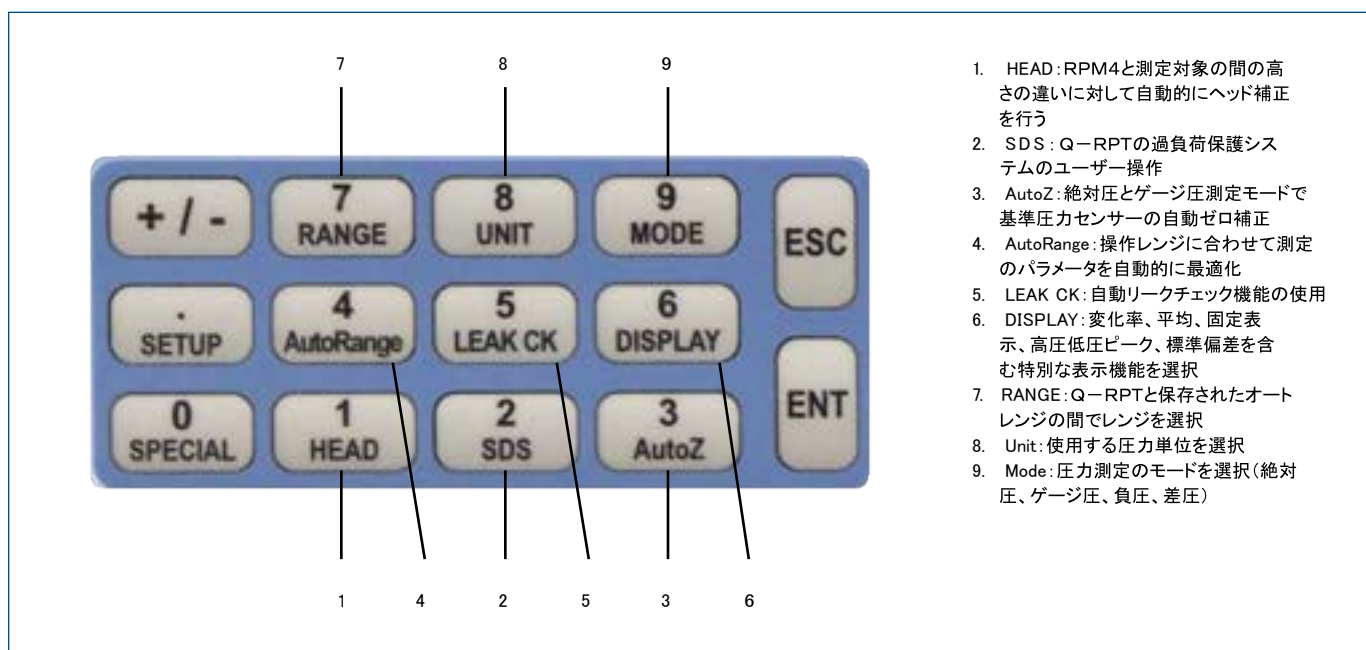 7 8 9
+ / - 7 8 9 ESC
RANGE UNIT MODE
. 4 5 6
SETUP AutoRange LEAK CK DISPLAY
0 1 2 3 ENT
SPECIAL HEAD SDS AutoZ
1 4 2 5 3 6
1. HEAD：RPM4と測定対象の間の高
さの違いに対して自動的にヘッド補正
を行う
2. SDS：Q－RPTの過負荷保護シス
テムのユーザー操作
3. AutoZ：絶対圧とゲージ圧測定モードで
基準圧力センサーの自動ゼロ補正
4. AutoRange：操作レンジに合わせて測定
のパラメータを自動的に最適化
5. LEAK CK：自動リークチェック機能の使用
6. DISPLAY：変化率、平均、固定表
示、高圧低圧ピーク、標準偏差を含
む特別な表示機能を選択
7. RANGE：Q－RPTと保存されたオート
レンジの間でレンジを選択
8. Unit：使用する圧力単位を選択
9. Mode：圧力測定のモードを選択（絶対
圧、ゲージ圧、負圧、差圧）